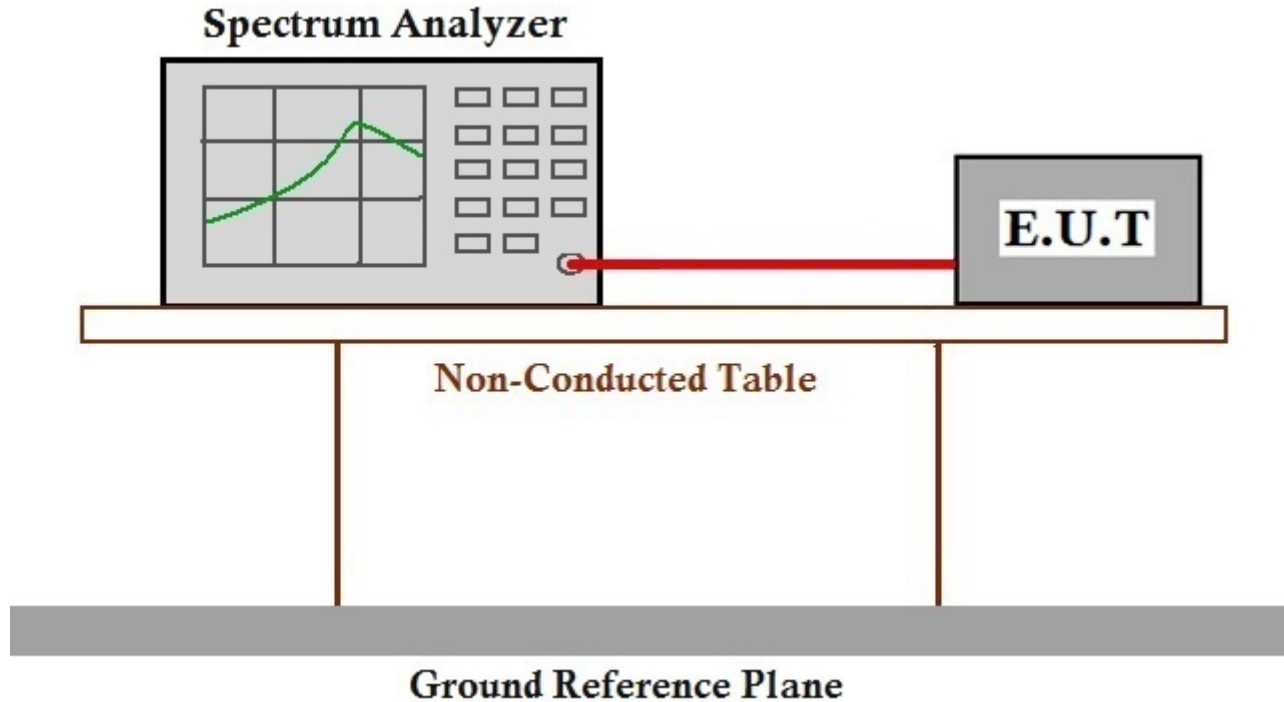 Spectrum Analyzer
E.U.T
Non-Conducted Table
Ground Reference Plane